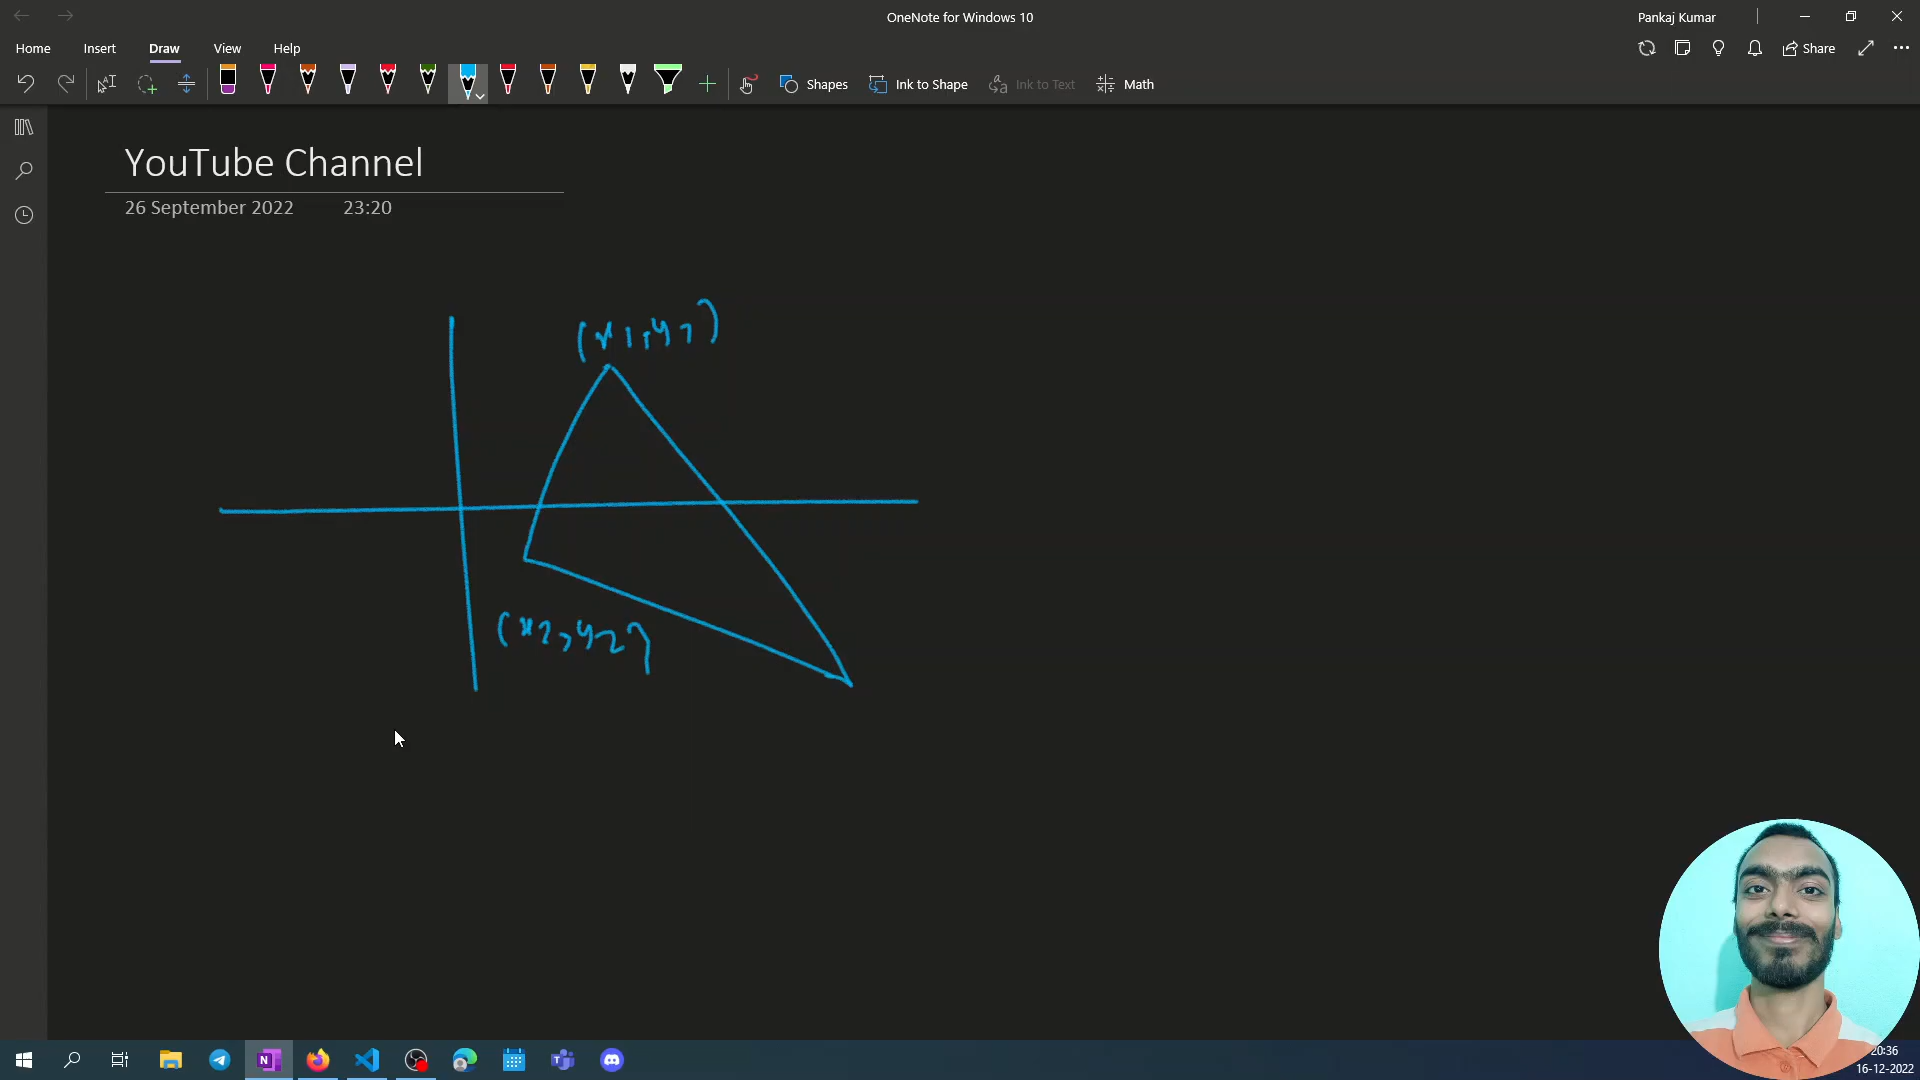 OneNote for Windows 10
Pankaj Kumar
Home Insert Draw View Help
Share
Shapes
Ink to Shape
Ink to Text
Math
YouTube Channel
26 September 2022 23:20
(x1,y1)
(x2,y2)
20:36
16-12-2022